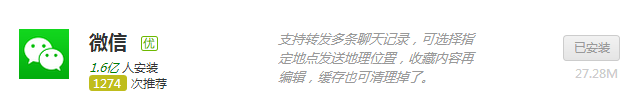 微信 优
1.6亿 人安装
1274 次推荐
支持转发多条聊天记录，可选择指
定地点发送地理位置，收藏内容再
编辑，缓存也可清理掉了。
已安装
27.28M